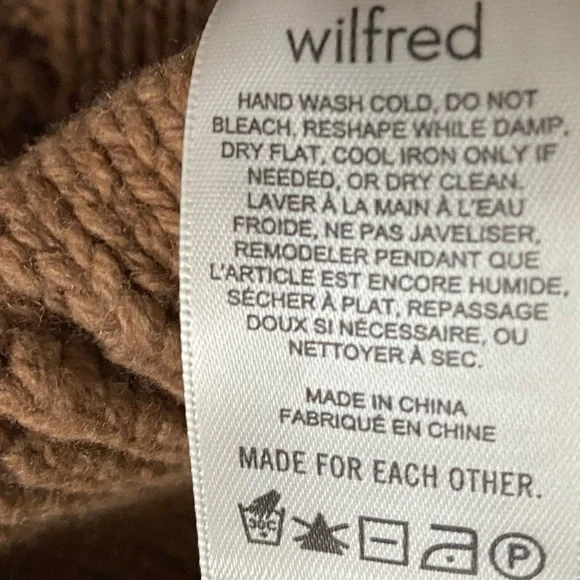 wilfred
HAND WASH COLD, DO NOT
BLEACH, RESHAPE WHILE DAMP,
DRY FLAT, COOL IRON ONLY IF
NEEDED, OR DRY CLEAN.
LAVER À LA MAIN À L'EAU
FROIDE, NE PAS JAVELISER,
REMODELER PENDANT QUE
L'ARTICLE EST ENCORE HUMIDE,
SÉCHER À PLAT, REPASSAGE
DOUX SI NÉCESSAIRE, OU
NETTOYER À SEC.
MADE IN CHINA
FABRIQUÉ EN CHINE
MADE FOR EACH OTHER.
30C P